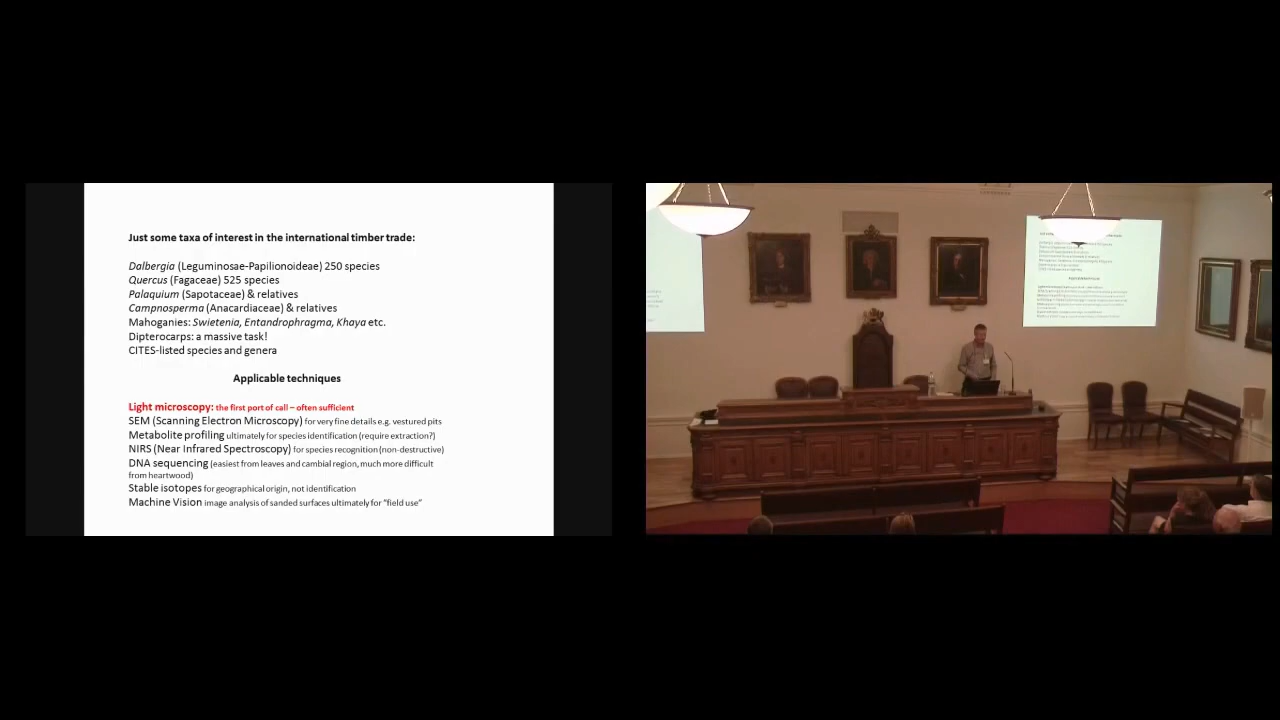 Just some taxa of interest in the international timber trade:
Dalbergia (Leguminosae-Papilionoideae) 250 species
Quercus (Fagaceae) 525 species
Palaquium (Sapotaceae) & relatives
Campnosperma (Anacardiaceae) & relatives
Mahoganies: Swietenia, Entandrophragma, Khaya etc.
Dipterocarps: a massive task!
CITES-listed species and genera
Applicable techniques
Light microscopy: the first port of call – often sufficient
SEM (Scanning Electron Microscopy) for very fine details e.g. vestured pits
Metabolite profiling ultimately for species identification (require extraction?)
NIRS (Near Infrared Spectroscopy) for species recognition (non-destructive)
DNA sequencing (easiest from leaves and cambial region, much more difficult
from heartwood)
Stable isotopes for geographical origin, not identification
Machine Vision image analysis of sanded surfaces ultimately for “field use”